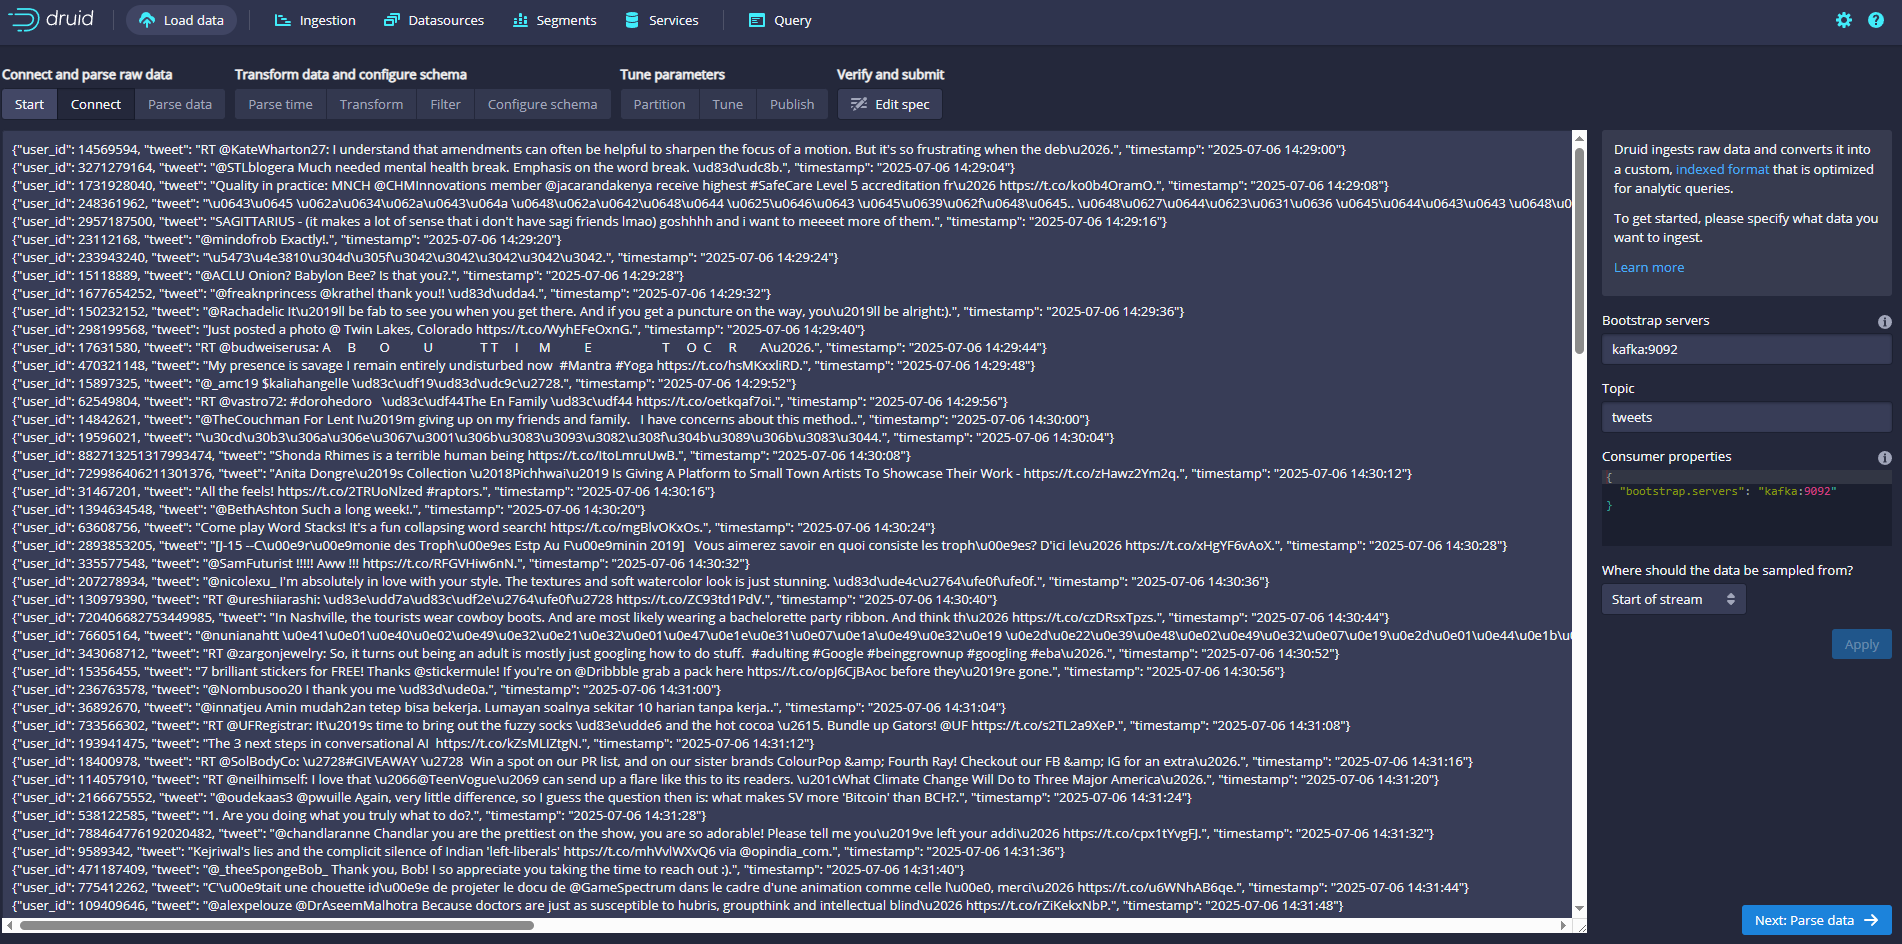 druid
Load data
Ingestion
Datasources
Segments
Services
Query
Connect and parse raw data
Transform data and configure schema
Tune parameters
Verify and submit
Start
Connect
Parse data
Parse time
Transform
Filter
Configure schema
Partition
Tune
Publish
Edit spec
{"user_id": 14569594, "tweet": "RT @KateWharton27: I understand that amendments can often be helpful to sharpen the focus of a motion. But it's so frustrating when the deb\u2026.", "timestamp": "2025-07-06 14:29:00"}
{"user_id": 3271279164, "tweet": "@STLblogera Much needed mental health break. Emphasis on the word break. \ud83d\udc8b.", "timestamp": "2025-07-06 14:29:04"}
{"user_id": 1731928040, "tweet": "Quality in practice: MNCH @CHMInnovations member @jacarandakenya receive highest #SafeCare Level 5 accreditation fr\u2026 https://t.co/ko0b4OramO.", "timestamp": "2025-07-06 14:29:08"}
{"user_id": 248361962, "tweet": "\u0643\u0645 \u062a\u0634\u062a\u0643\u064a \u0648\u062a\u0642\u0648\u0644 \u0625\u0646\u0643 \u0645\u0639\u062f\u0648\u0645.. \u0648\u0627\u0644\u0623\u0631\u0636 \u0645\u0644\u0643\u0643 \u0648\u0
{"user_id": 2957187500, "tweet": "SAGITTARIUS - (it makes a lot of sense that i don't have sagi friends lmao) goshhhh and i want to meeeet more of them.", "timestamp": "2025-07-06 14:29:16"}
{"user_id": 23112168, "tweet": "@mindofrob Exactly!.", "timestamp": "2025-07-06 14:29:20"}
{"user_id": 233943240, "tweet": "\u5473\u4e3810\u304d\u305f\u3042\u3042\u3042\u3042\u3042.", "timestamp": "2025-07-06 14:29:24"}
{"user_id": 15118889, "tweet": "@ACLU Onion? Babylon Bee? Is that you?.", "timestamp": "2025-07-06 14:29:28"}
{"user_id": 1677654252, "tweet": "@freaknprincess @krathel thank you!! \ud83d\udda4.", "timestamp": "2025-07-06 14:29:32"}
{"user_id": 150232152, "tweet": "@Rachadelic It\u2019ll be fab to see you when you get there. And if you get a puncture on the way, you\u2019ll be alright:).", "timestamp": "2025-07-06 14:29:36"}
{"user_id": 298199568, "tweet": "Just posted a photo @ Twin Lakes, Colorado https://t.co/WyhEFeOxnG.", "timestamp": "2025-07-06 14:29:40"}
{"user_id": 17631580, "tweet": "RT @budweiserusa: A B O U T T I M E T O C R A\u2026.", "timestamp": "2025-07-06 14:29:44"}
{"user_id": 470321148, "tweet": "My presence is savage I remain entirely undisturbed now #Mantra #Yoga https://t.co/hsMKxxliRD.", "timestamp": "2025-07-06 14:29:48"}
{"user_id": 15897325, "tweet": "@_amc19 $kaliahangelle \ud83c\udf19\ud83d\udc9c\u2728.", "timestamp": "2025-07-06 14:29:52"}
{"user_id": 62549804, "tweet": "RT @vastro72: #dorohedoro \ud83c\udf44The En Family \ud83c\udf44 https://t.co/oetkqaf7oi.", "timestamp": "2025-07-06 14:29:56"}
{"user_id": 14842621, "tweet": "@TheCouchman For Lent I\u2019m giving up on my friends and family. I have concerns about this method..", "timestamp": "2025-07-06 14:30:00"}
{"user_id": 19596021, "tweet": "\u30cd\u30b3\u306a\u306e\u3067\u3001\u306b\u3083\u3093\u3082\u308f\u304b\u3089\u306b\u3083\u3044.", "timestamp": "2025-07-06 14:30:04"}
{"user_id": 882713251317993474, "tweet": "Shonda Rhimes is a terrible human being https://t.co/ItoLmruUwB.", "timestamp": "2025-07-06 14:30:08"}
{"user_id": 729986406211301376, "tweet": "Anita Dongre\u2019s Collection \u2018Pichhwai\u2019 Is Giving A Platform to Small Town Artists To Showcase Their Work - https://t.co/zHawz2Ym2q.", "timestamp": "2025-07-06 14:30:12"}
{"user_id": 31467201, "tweet": "All the feels! https://t.co/2TRUoNlzed #raptors.", "timestamp": "2025-07-06 14:30:16"}
{"user_id": 1394634548, "tweet": "@BethAshton Such a long week!.", "timestamp": "2025-07-06 14:30:20"}
{"user_id": 63608756, "tweet": "Come play Word Stacks! It's a fun collapsing word search! https://t.co/mgBlvOKxOs.", "timestamp": "2025-07-06 14:30:24"}
{"user_id": 2893853205, "tweet": "[J-15 --C\u00e9r\u00e9monie des Troph\u00e9es Estp Au F\u00e9minin 2019] Vous aimerez savoir en quoi consiste les troph\u00e9es? D'ici le\u2026 https://t.co/xHgYF6vAoX.", "timestamp": "2025-07-06 14:30:28"}
{"user_id": 335577548, "tweet": "@SamFuturist !!!!! Aww !!! https://t.co/RFGVHiw6nN.", "timestamp": "2025-07-06 14:30:32"}
{"user_id": 207278934, "tweet": "@nicolexu_ I'm absolutely in love with your style. The textures and soft watercolor look is just stunning. \ud83d\ude4c\u2764\ufe0f\ufe0f.", "timestamp": "2025-07-06 14:30:36"}
{"user_id": 130979390, "tweet": "RT @ureshiiarashi: \ud83e\udd7a\ud83c\udf2e\u2764\ufe0f\u2728 https://t.co/ZC93td1PdV.", "timestamp": "2025-07-06 14:30:40"}
{"user_id": 720406682753449985, "tweet": "In Nashville, the tourists wear cowboy boots. And are most likely wearing a bachelorette party ribbon. And think th\u2026 https://t.co/czDRsxTpzs.", "timestamp": "2025-07-06 14:30:44"}
{"user_id": 76605164, "tweet": "@nunianahtt \u0e41\u0e01\u0e40\u0e02\u0e49\u0e32\u0e21\u0e32\u0e01\u0e47\u0e1e\u0e31\u0e07\u0e1a\u0e49\u0e32\u0e19 \u0e2d\u0e22\u0e39\u0e48\u0e02\u0e49\u0e32\u0e07\u0e19\u0e2d\u0e01\u0e44\u0e1b\u0
{"user_id": 343068712, "tweet": "RT @zargonjewelry: So, it turns out being an adult is mostly just googling how to do stuff. #adulting #Google #beinggrownup #googling #eba\u2026.", "timestamp": "2025-07-06 14:30:52"}
{"user_id": 15356455, "tweet": "7 brilliant stickers for FREE! Thanks @stickermule! If you're on @Dribbble grab a pack here https://t.co/opJ6CjBAoc before they\u2019re gone.", "timestamp": "2025-07-06 14:30:56"}
{"user_id": 236763578, "tweet": "@Nombusoo20 I thank you me \ud83d\ude0a.", "timestamp": "2025-07-06 14:31:00"}
{"user_id": 36892670, "tweet": "@innatjeu Amin mudah2an tetep bisa bekerja. Lumayan soalnya sekitar 10 harian tanpa kerja..", "timestamp": "2025-07-06 14:31:04"}
{"user_id": 733566302, "tweet": "RT @UFRegistrar: It\u2019s time to bring out the fuzzy socks \ud83e\udde6 and the hot cocoa \u2615. Bundle up Gators! @UF https://t.co/s2TL2a9XeP.", "timestamp": "2025-07-06 14:31:08"}
{"user_id": 193941475, "tweet": "The 3 next steps in conversational AI https://t.co/kZsMLIZtgN.", "timestamp": "2025-07-06 14:31:12"}
{"user_id": 18400978, "tweet": "RT @SolBodyCo: \u2728#GIVEAWAY \u2728 Win a spot on our PR list, and on our sister brands ColourPop &amp; Fourth Ray! Checkout our FB &amp; IG for an extra\u2026.", "timestamp": "2025-07-06 14:31:16"}
{"user_id": 114057910, "tweet": "RT @neilhimself: I love that \u2066@TeenVogue\u2069 can send up a flare like this to its readers. \u201cWhat Climate Change Will Do to Three Major America\u2026.", "timestamp": "2025-07-06 14:31:20"}
{"user_id": 2166675552, "tweet": "@oudekaas3 @pwuille Again, very little difference, so I guess the question then is: what makes SV more 'Bitcoin' than BCH?.", "timestamp": "2025-07-06 14:31:24"}
{"user_id": 538122585, "tweet": "1. Are you doing what you truly what to do?.", "timestamp": "2025-07-06 14:31:28"}
{"user_id": 788464776192020482, "tweet": "@chandlaranne Chandlar you are the prettiest on the show, you are so adorable! Please tell me you\u2019ve left your addi\u2026 https://t.co/cpx1tYvgFJ.", "timestamp": "2025-07-06 14:31:32"}
{"user_id": 9589342, "tweet": "Kejriwal's lies and the complicit silence of Indian 'left-liberals' https://t.co/mhVvlWXvQ6 via @opindia_com.", "timestamp": "2025-07-06 14:31:36"}
{"user_id": 471187409, "tweet": "@_theeSpongeBob_ Thank you, Bob! I so appreciate you taking the time to reach out :).", "timestamp": "2025-07-06 14:31:40"}
{"user_id": 775412262, "tweet": "C'\u00e9tait une chouette id\u00e9e de projeter le docu de @GameSpectrum dans le cadre d'une animation comme celle l\u00e0, merci\u2026 https://t.co/u6WNhAB6qe.", "timestamp": "2025-07-06 14:31:44"}
{"user_id": 109409646, "tweet": "@alexpelouze @DrAseemMalhotra Because doctors are just as susceptible to hubris, groupthink and intellectual blind\u2026 https://t.co/rZiKekxNbP.", "timestamp": "2025-07-06 14:31:48"}
Druid ingests raw data and converts it into
a custom, indexed format that is optimized
for analytic queries.
To get started, please specify what data you
want to ingest.
Learn more
Bootstrap servers
kafka:9092
Topic
tweets
Consumer properties
{
"bootstrap.servers": "kafka:9092"
}
Where should the data be sampled from?
Start of stream
Apply
Next: Parse data